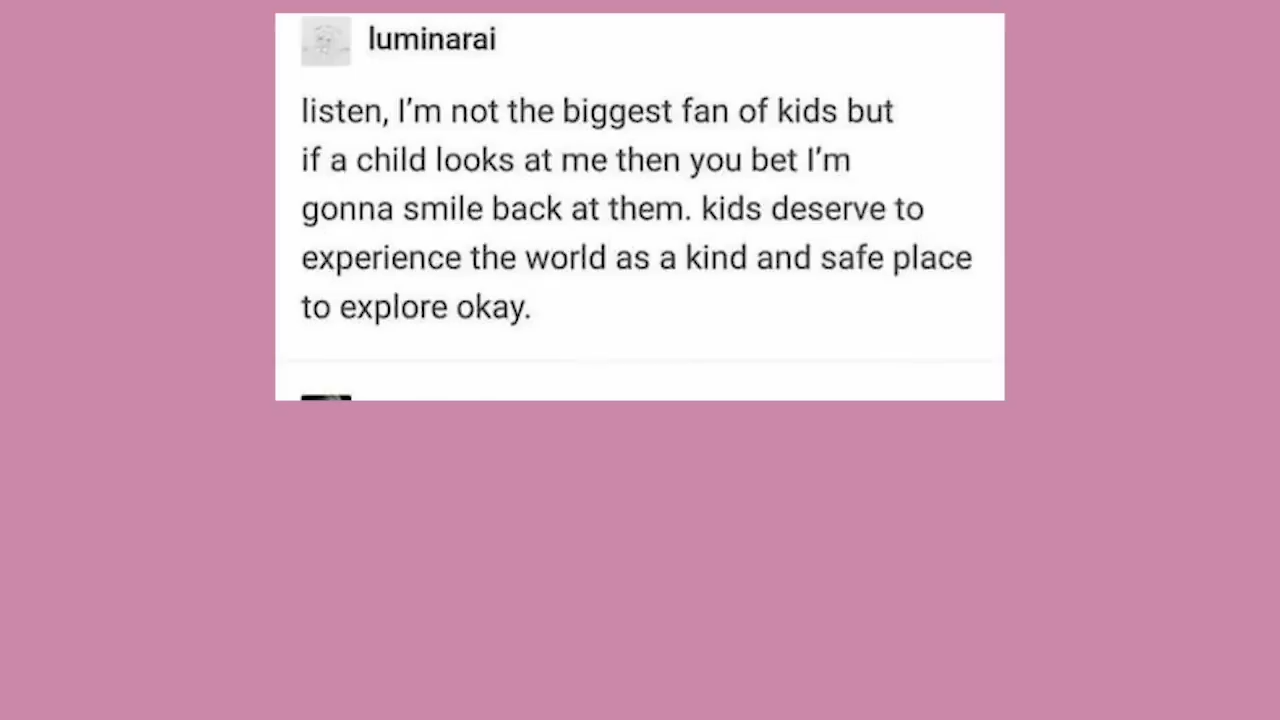 luminarai
listen, I’m not the biggest fan of kids but
if a child looks at me then you bet I’m
gonna smile back at them. kids deserve to
experience the world as a kind and safe place
to explore okay.